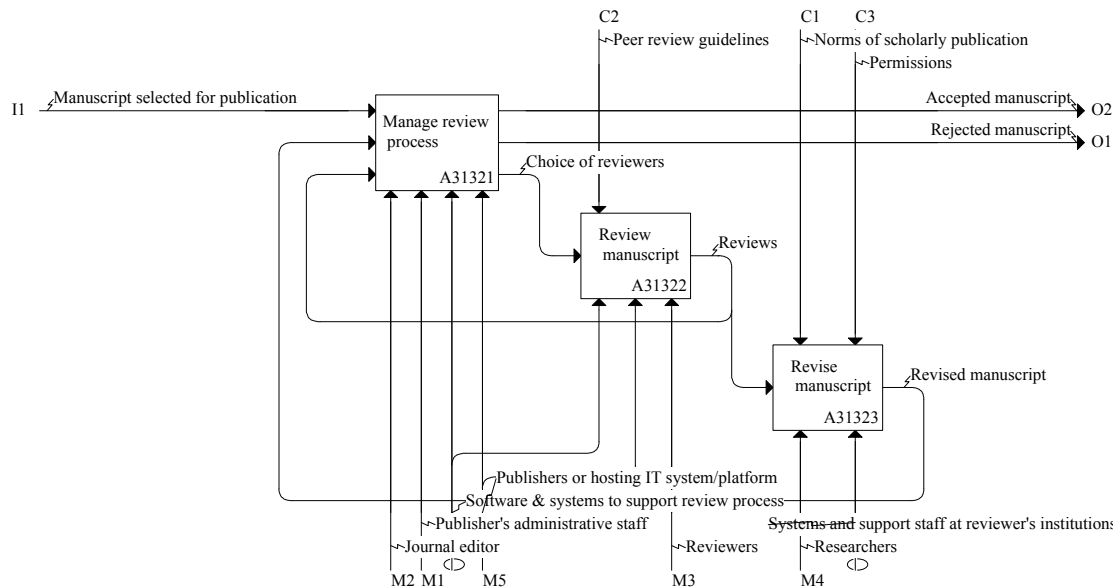 C2
C1
C3
Peer review guidelines
Norms of scholarly publication
Permissions
I1
Manuscript selected for publication
Accepted manuscript
O2
Manage review
process
Rejected manuscript
O1
A31321
Choice of reviewers
Review
manuscript
Reviews
A31322
Revise
manuscript
Revised manuscript
A31323
Publishers or hosting IT system/platform
Software & systems to support review process
Publisher's administrative staff
Systems and support staff at reviewer's institutions
Journal editor
Reviewers
Researchers
M2
M1
M5
M3
M4